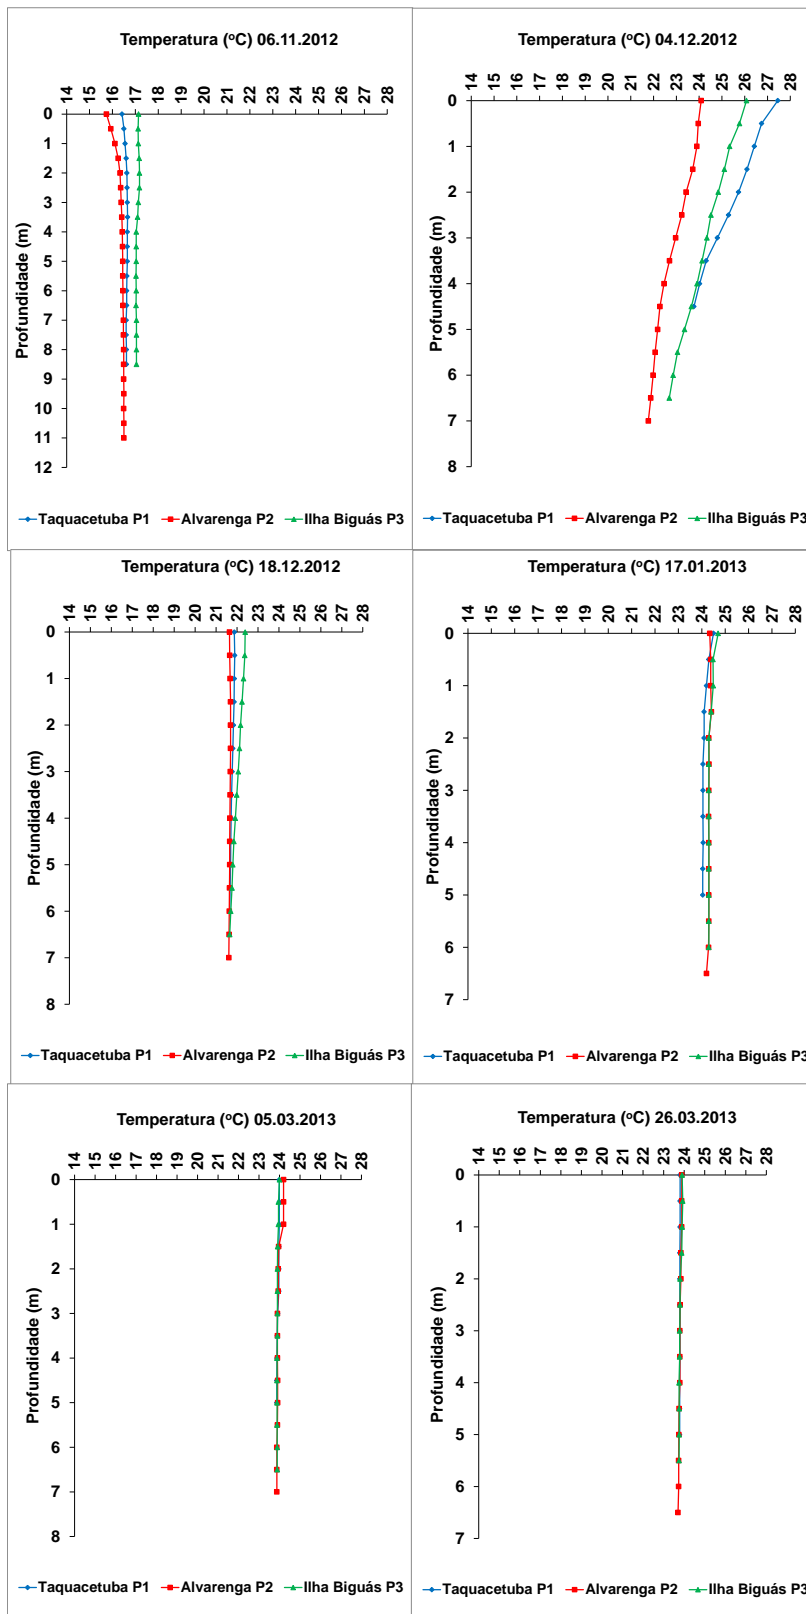 Temperatura (ºC) 06.11.2012
14 15 16 17 18 19 20 21 22 23 24 25 26 27 28
0
1
2
3
4
5
6
7
8
9
10
11
12
Profundidade (m)
Taquacetuba P1 Alvarenga P2 Ilha Biguás P3
Temperatura (ºC) 04.12.2012
14 15 16 17 18 19 20 21 22 23 24 25 26 27 28
0
1
2
3
4
5
6
7
8
Profundidade (m)
Taquacetuba P1 Alvarenga P2 Ilha Biguás P3
Temperatura (ºC) 18.12.2012
14 15 16 17 18 19 20 21 22 23 24 25 26 27 28
0
1
2
3
4
5
6
7
8
Profundidade (m)
Taquacetuba P1 Alvarenga P2 Ilha Biguás P3
Temperatura (ºC) 17.01.2013
14 15 16 17 18 19 20 21 22 23 24 25 26 27 28
0
1
2
3
4
5
6
7
Profundidade (m)
Taquacetuba P1 Alvarenga P2 Ilha Biguás P3
Temperatura (ºC) 05.03.2013
14 15 16 17 18 19 20 21 22 23 24 25 26 27 28
0
1
2
3
4
5
6
7
8
Profundidade (m)
Taquacetuba P1 Alvarenga P2 Ilha Biguás P3
Temperatura (ºC) 26.03.2013
14 15 16 17 18 19 20 21 22 23 24 25 26 27 28
0
1
2
3
4
5
6
7
Profundidade (m)
Taquacetuba P1 Alvarenga P2 Ilha Biguás P3